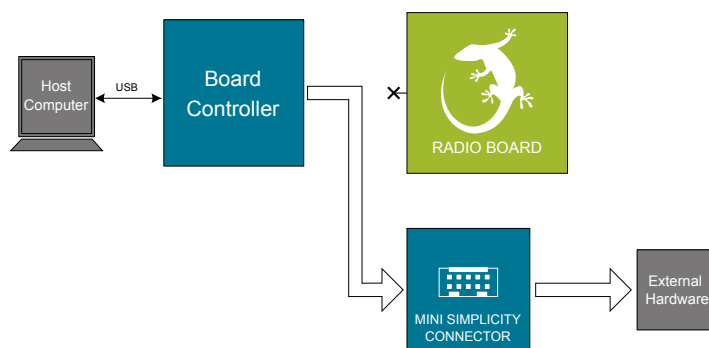 Host
Computer
USB
Board
Controller
RADIO BOARD
MINI SIMPLICITY
CONNECTOR
External
Hardware